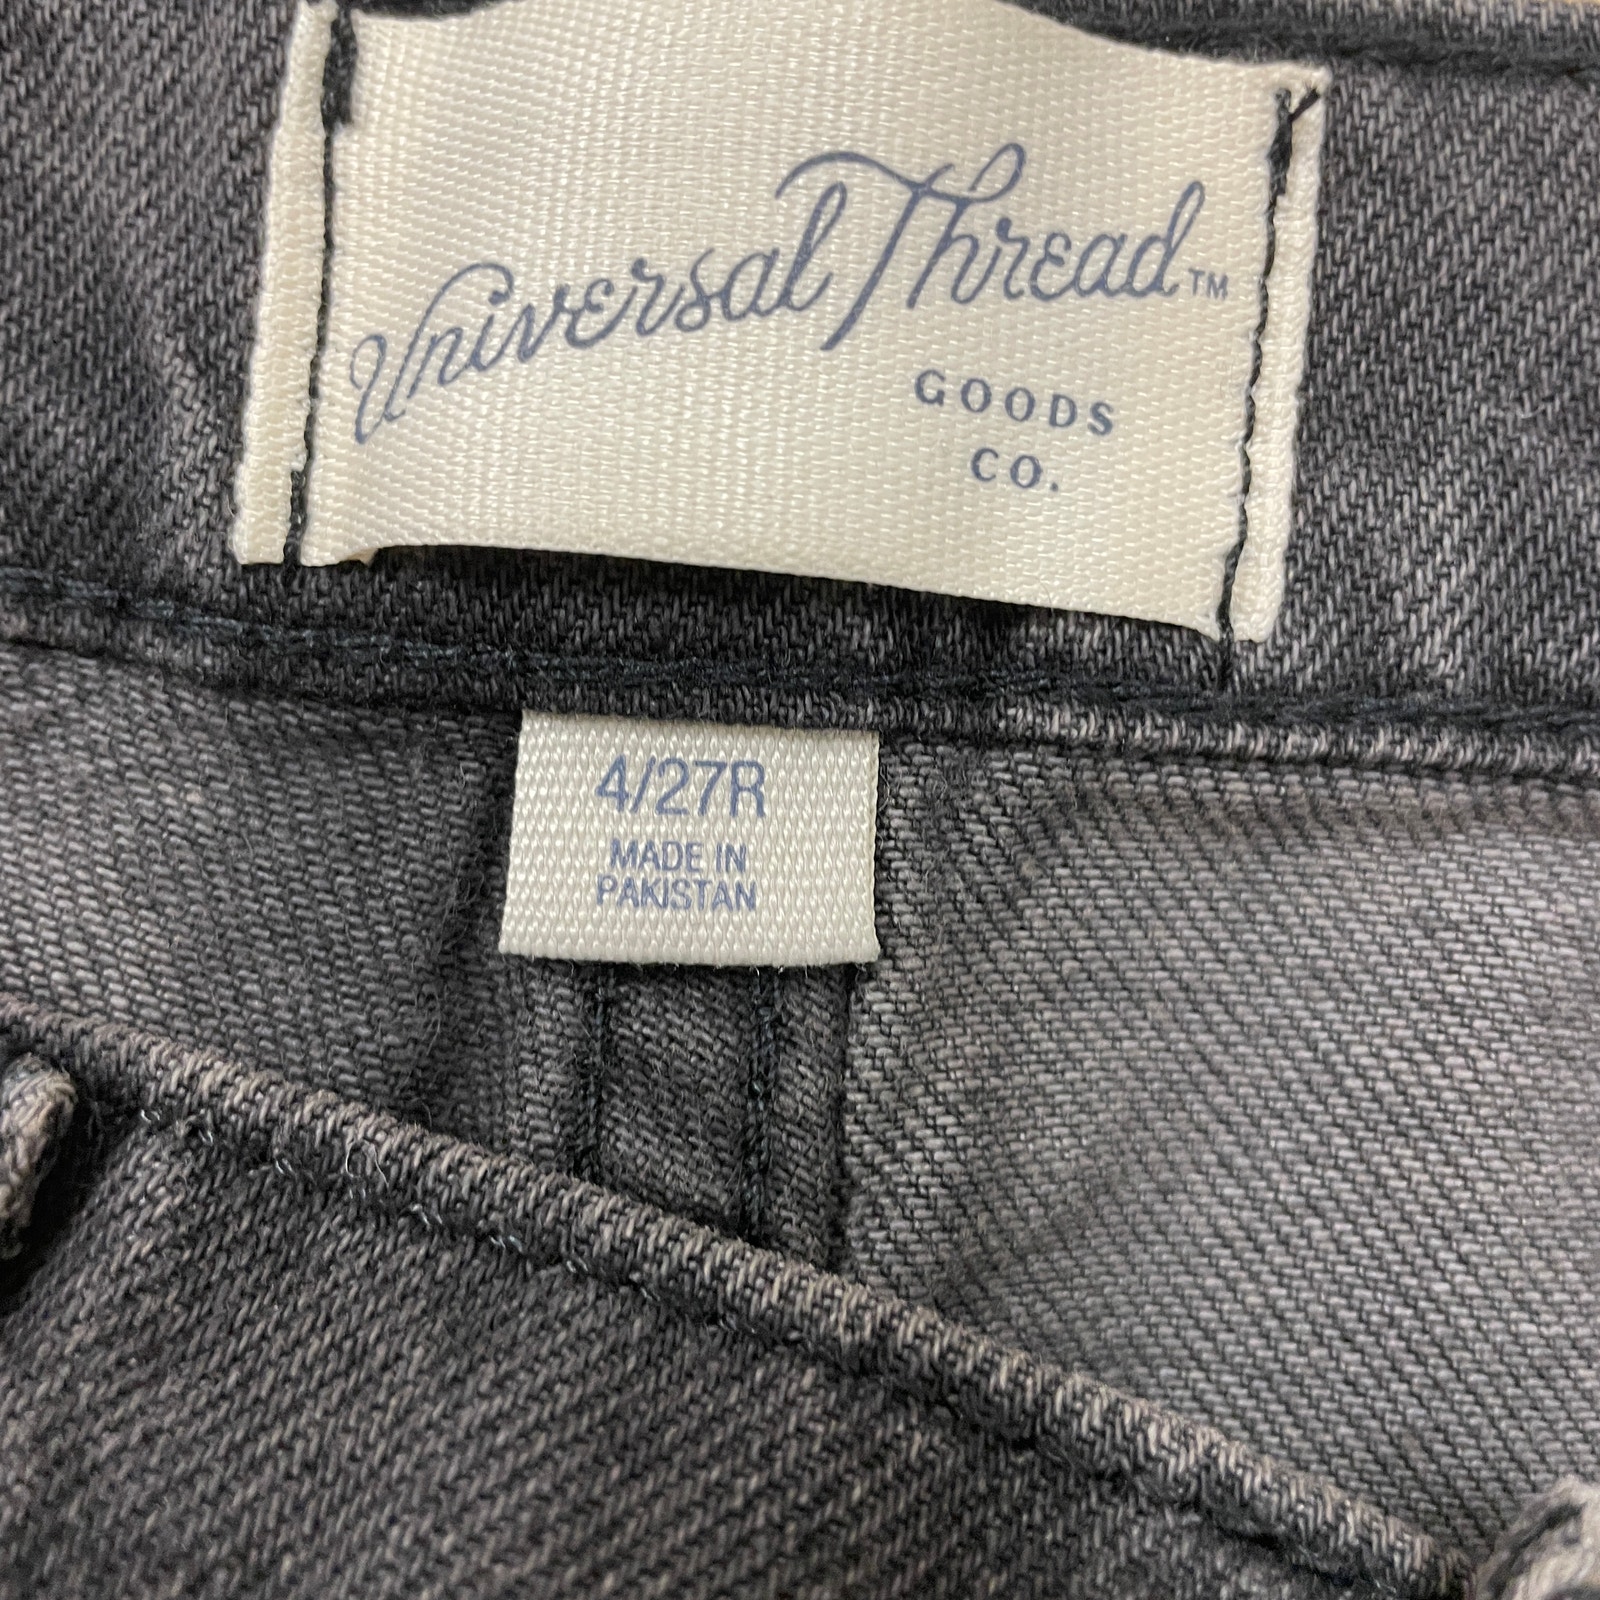 Universal Thread™
GOODS
CO.
4/27R
MADE IN
PAKISTAN